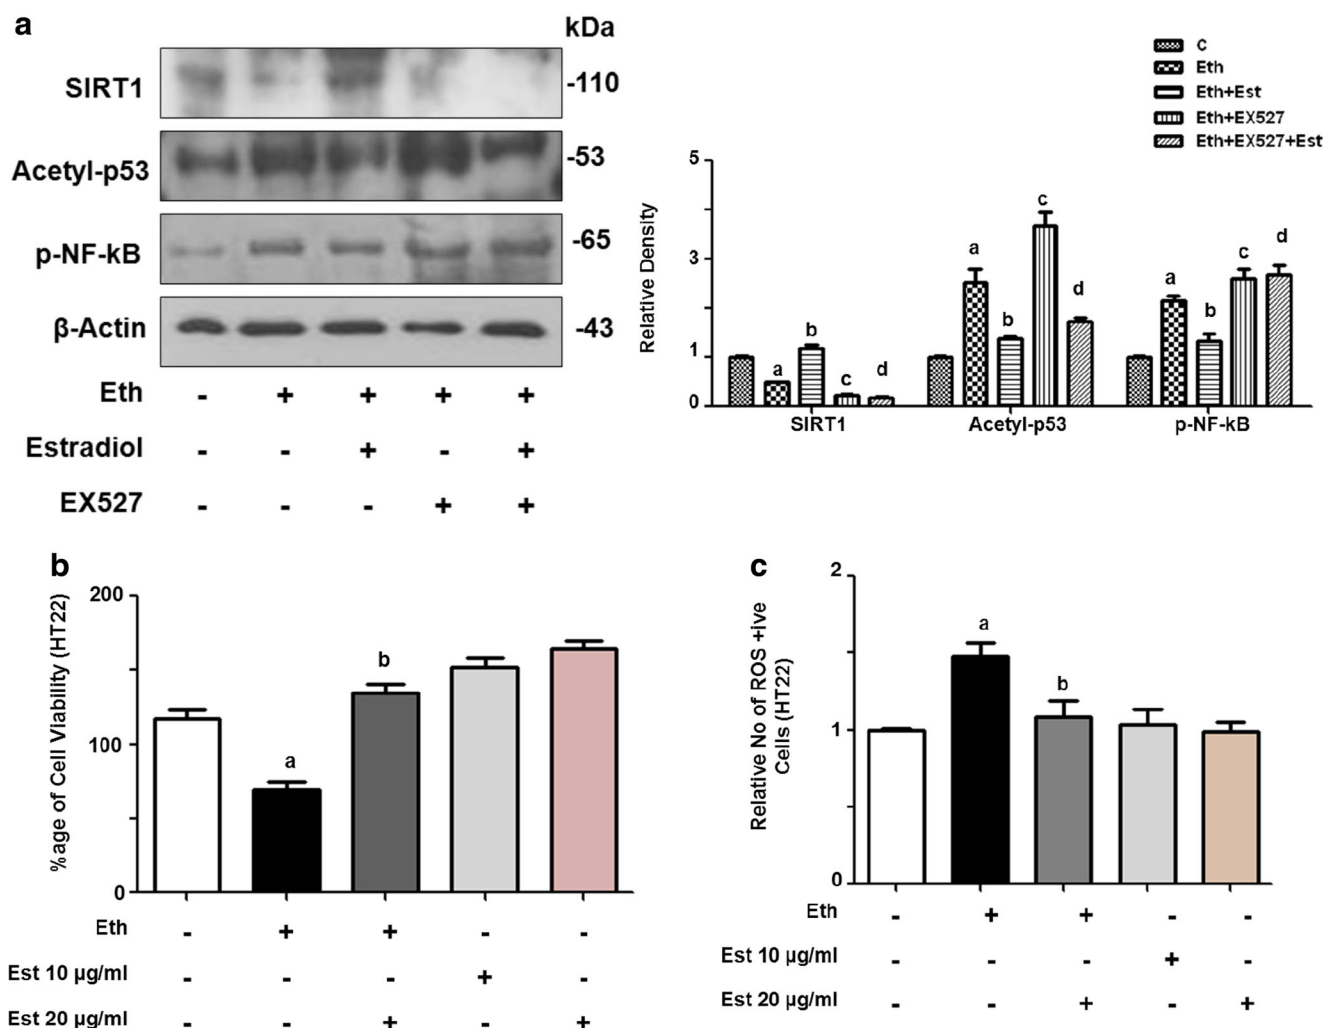 a
kDa
SIRT1
-110
Acetyl-p53
-53
p-NF-kB
-65
β-Actin
-43
Eth - + + + +
Estradiol - - + - +
EX527 - - - + +
C
Eth
Eth+Est
Eth+EX527
Eth+EX527+Est
Relative Density
5
3
1
0
a b c d
a b c d
a b c d
SIRT1 Acetyl-p53 p-NF-kB
b
%age of Cell Viability (HT22)
200
100
0
a b
Eth - + + - -
Est 10 µg/ml - - - + -
Est 20 µg/ml - - + - +
c
Relative No of ROS +ive
Cells (HT22)
2
1
0
a b
Eth - + + - -
Est 10 µg/ml - - - + -
Est 20 µg/ml - - + - +